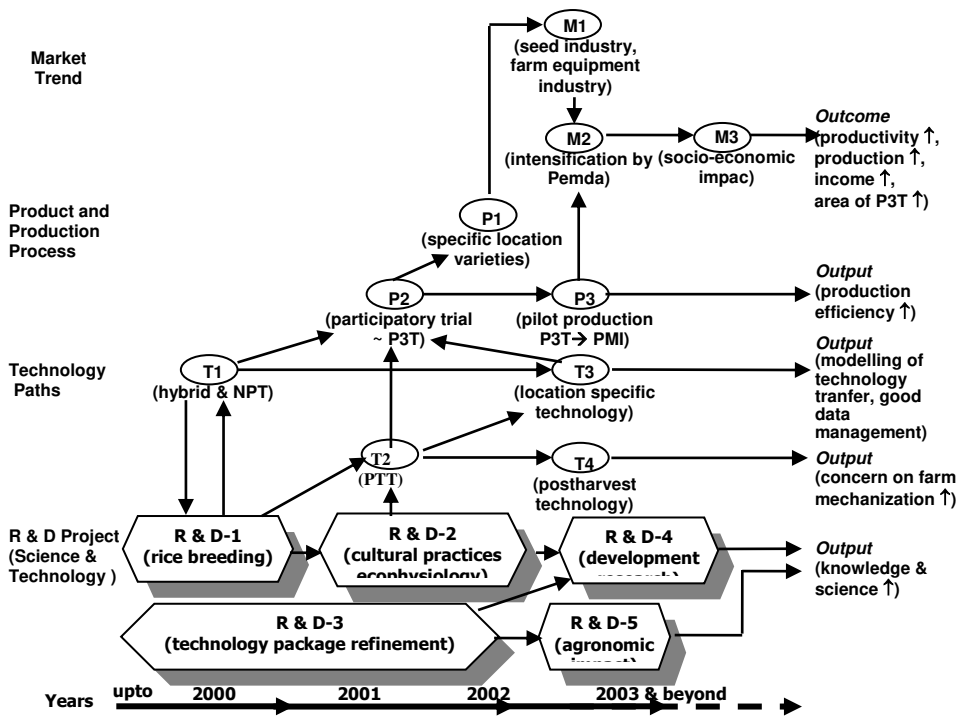 Market
Trend
M1
(seed industry,
farm equipment
industry)
M2
(intensification by
Pemda)
M3
(socio-economic
impac)
Outcome
(productivity ↑,
production ↑,
income ↑,
area of P3T ↑)
Product and
Production
Process
P1
(specific location
varieties)
P2
(participatory trial
~ P3T)
P3
(pilot production
P3T→ PMI)
Output
(production
efficiency ↑)
Technology
Paths
T1
(hybrid & NPT)
T3
(location specific
technology)
Output
(modelling of
technology
tranfer, good
data
management)
T2
(PTT)
T4
(postharvest
technology)
Output
(concern on farm
mechanization ↑)
R & D Project
(Science &
Technology )
R & D-1
(rice breeding)
R & D-2
(cultural practices
ecophysiology)
R & D-4
(development
research)
Output
(knowledge &
science ↑)
R & D-3
(technology package refinement)
R & D-5
(agronomic
impact)
Years
upto 2000 2001 2002 2003 & beyond